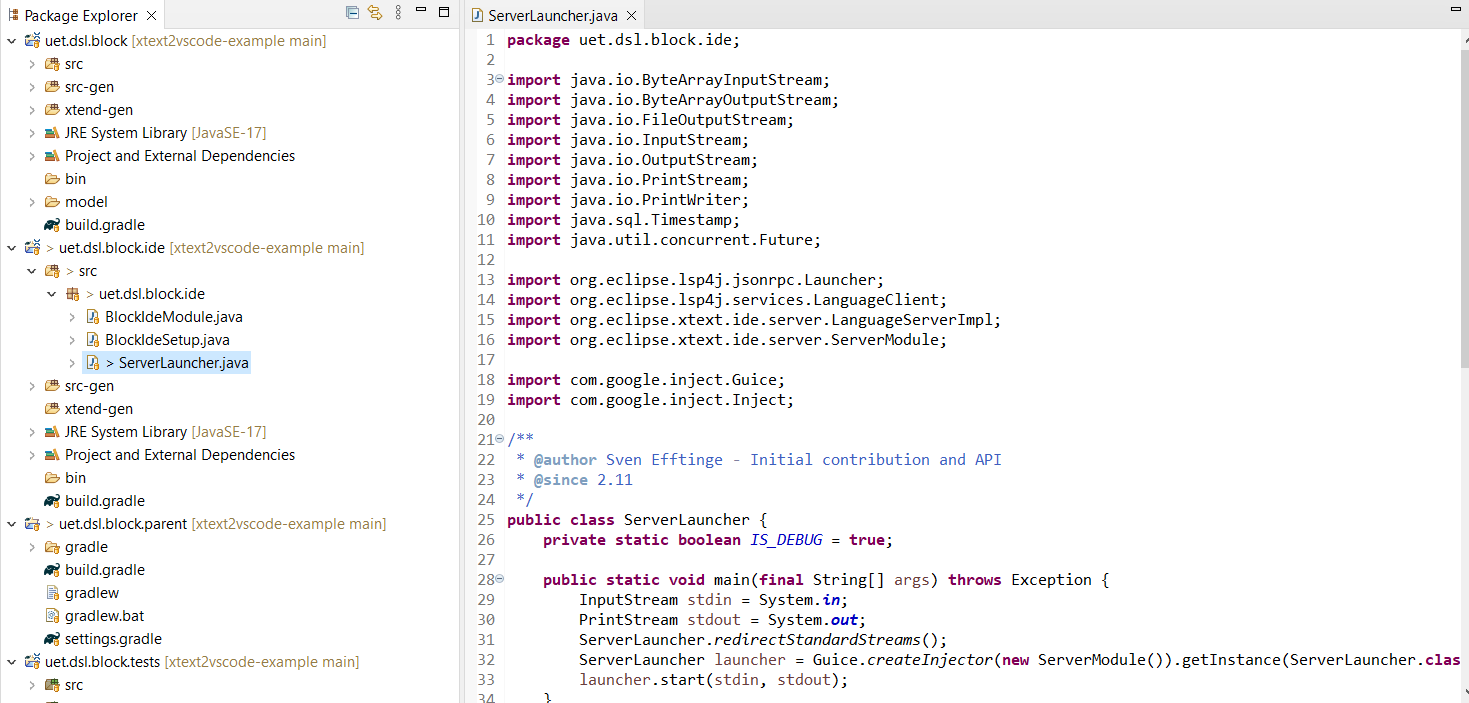 Package Explorer
uet.dsl.block [xtext2vscode-example main]
src
src-gen
xtend-gen
JRE System Library [JavaSE-17]
Project and External Dependencies
bin
model
build.gradle
> uet.dsl.block.ide [xtext2vscode-example main]
> src
> uet.dsl.block.ide
BlockIdeModule.java
BlockIdeSetup.java
> ServerLauncher.java
src-gen
xtend-gen
JRE System Library [JavaSE-17]
Project and External Dependencies
bin
build.gradle
> uet.dsl.block.parent [xtext2vscode-example main]
gradle
build.gradle
gradlew
gradlew.bat
settings.gradle
uet.dsl.block.tests [xtext2vscode-example main]
src
ServerLauncher.java
1 package uet.dsl.block.ide;
2
3 import java.io.ByteArrayInputStream;
4 import java.io.ByteArrayOutputStream;
5 import java.io.FileOutputStream;
6 import java.io.InputStream;
7 import java.io.OutputStream;
8 import java.io.PrintStream;
9 import java.io.PrintWriter;
10 import java.sql.Timestamp;
11 import java.util.concurrent.Future;
12
13 import org.eclipse.lsp4j.jsonrpc.Launcher;
14 import org.eclipse.lsp4j.services.LanguageClient;
15 import org.eclipse.xtext.ide.server.LanguageServerImpl;
16 import org.eclipse.xtext.ide.server.ServerModule;
17
18 import com.google.inject.Guice;
19 import com.google.inject.Inject;
20
21 /**
22 * @author Sven Efftinge - Initial contribution and API
23 * @since 2.11
24 */
25 public class ServerLauncher {
26 private static boolean IS_DEBUG = true;
27
28 public static void main(final String[] args) throws Exception {
29 InputStream stdin = System.in;
30 PrintStream stdout = System.out;
31 ServerLauncher.redirectStandardStreams();
32 ServerLauncher launcher = Guice.createInjector(new ServerModule()).getInstance(ServerLauncher.clas
33 launcher.start(stdin, stdout);
34 }